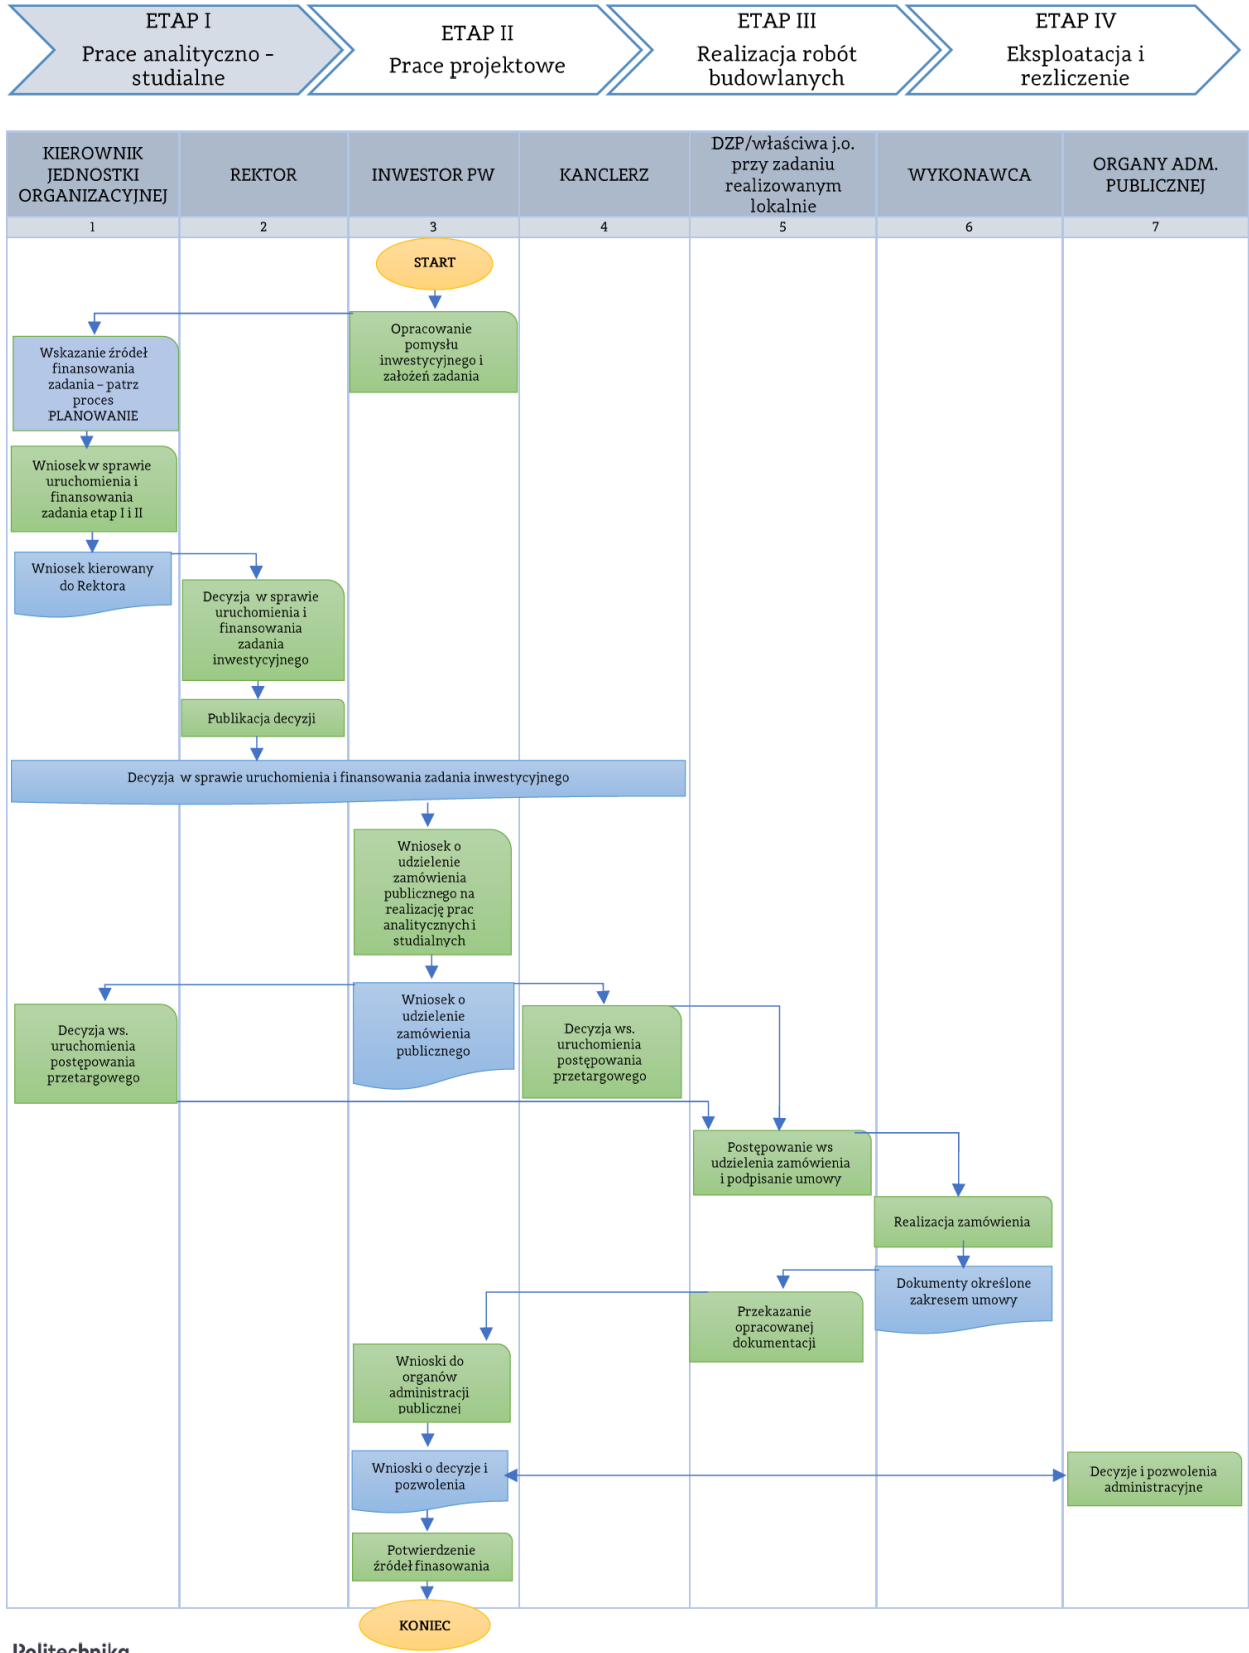 ETAP I
Prace analityczno –
studialne
ETAP II
Prace projektowe
ETAP III
Realizacja robót
budowlanych
ETAP IV
Eksploatacja i
rezliczenie
KIEROWNIK
JEDNOSTKI
ORGANIZACYJNEJ
REKTOR
INWESTOR PW
KANCLERZ
DZP/właściwa j.o.
przy zadaniu
realizowanym
lokalnie
WYKONAWCA
ORGANY ADM.
PUBLICZNEJ
1
2
3
4
5
6
7
START
Opracowanie
pomysłu
inwestycyjnego i
założeń zadania
Wskazanie źródeł
finansowania
zadania – patrz
proces
PLANOWANIE
Wniosek w sprawie
uruchomienia i
finansowania
zadania etap I i II
Wniosek kierowany
do Rektora
Decyzja w sprawie
uruchomienia i
finansowania
zadania
inwestycyjnego
Publikacja decyzji
Decyzja w sprawie uruchomienia i finansowania zadania inwestycyjnego
Wniosek o
udzielenie
zamówienia
publicznego na
realizację prac
analitycznych i
studialnych
Decyzja ws.
uruchomienia
postępowania
przetargowego
Wniosek o
udzielenie
zamówienia
publicznego
Decyzja ws.
uruchomienia
postępowania
przetargowego
Postępowanie ws
udzielenia zamówienia
i podpisanie umowy
Realizacja zamówienia
Dokumenty określone
zakresem umowy
Przekazanie
opracowanej
dokumentacji
Wnioski do
organów
administracji
publicznej
Wnioski o decyzje i
pozwolenia
Decyzje i pozwolenia
administracyjne
Potwierdzenie
źródeł finasowania
KONIEC
Politechnika